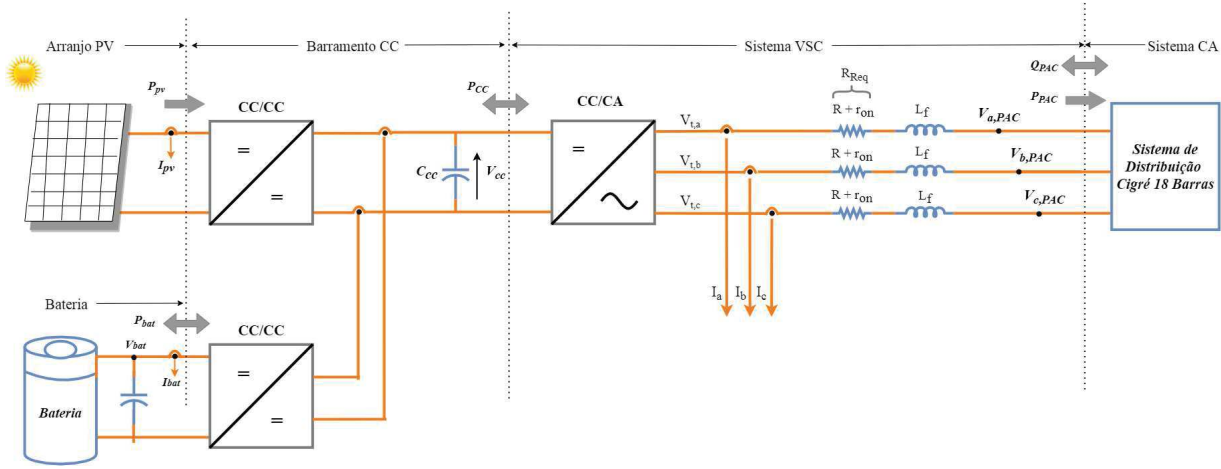 Arranjo PV
Barramento CC
Sistema VSC
Sistema CA
Q_PAC
P_pv
P_CC
P_PAC
R_Req
CC/CC
CC/CA
R + r_on
L_f
V_a,PAC
V_t,a
=
=
I_pv
C_CC
V_cc
=
V_t,b
R + r_on
L_f
V_b,PAC
Sistema de
Distribuição
Cigré 18 Barras
=
V_t,c
R + r_on
L_f
V_c,PAC
I_a
I_b
I_c
Bateria
P_bat
CC/CC
V_bat
I_bat
=
=
Bateria